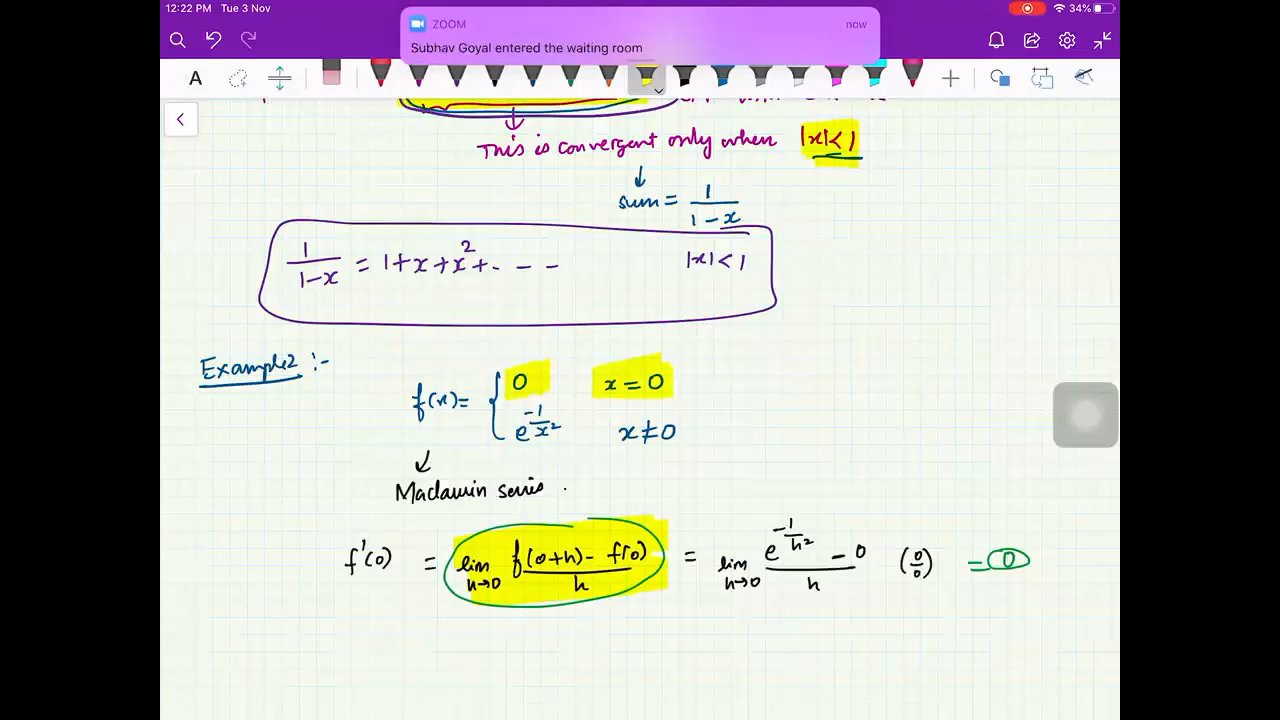 12:22 PM Tue 3 Nov
34%
ZOOM now
Subhav Goyal entered the waiting room
A
This is convergent only when |x| < 1
sum = 1/(1-x)
1/(1-x) = 1 + x + x² + - - - |x| < 1
Example 2 :-
f(x) = { 0 x = 0
e^(-1/x²) x ≠ 0
↓
Maclaurin series .
f'(0) = lim h→0 (f(0+h) - f(0))/h = lim h→0 (e^(-1/h²) - 0)/h (0/0) = 0